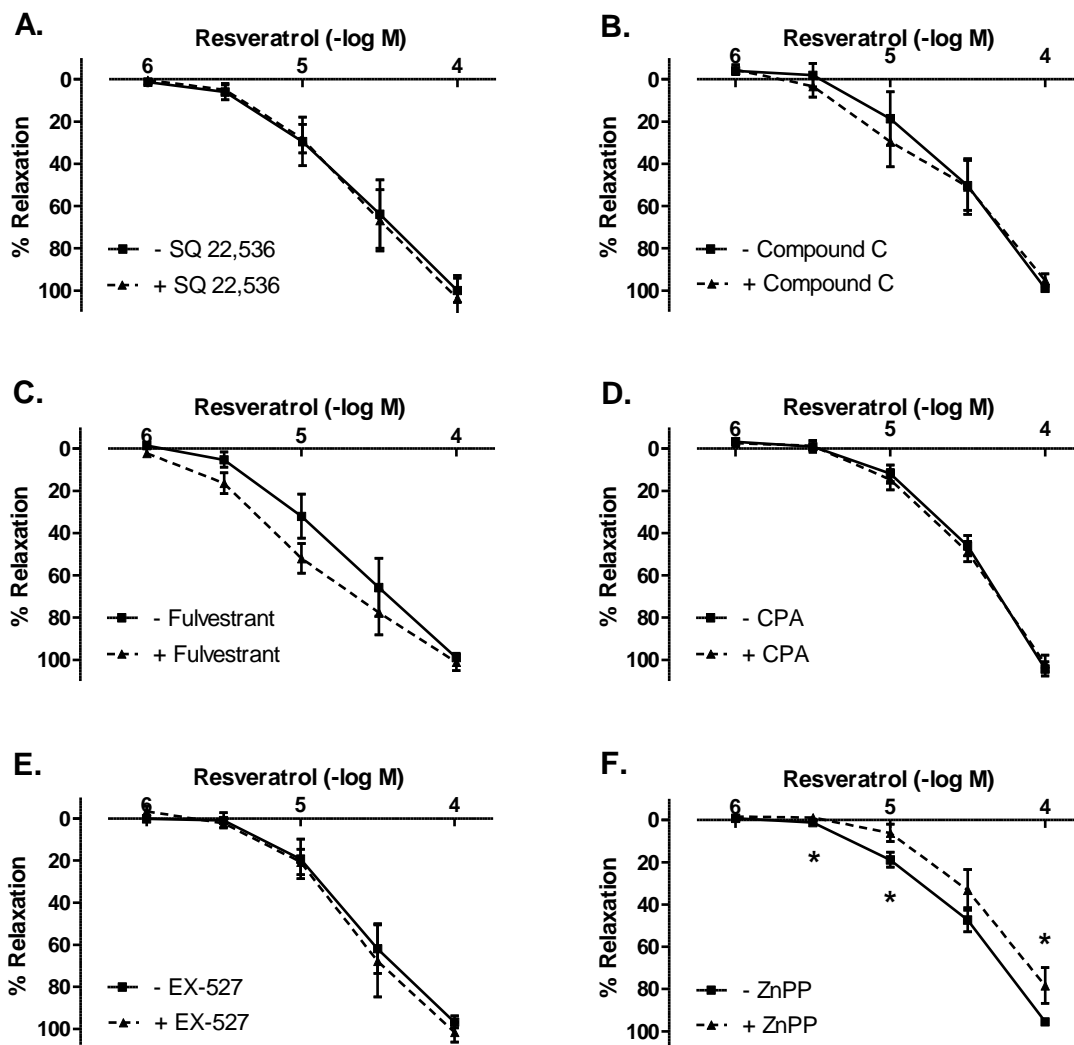 A.
Resveratrol (-log M)
6 5 4
% Relaxation
0
20
40
60
80
100
- SQ 22,536
+ SQ 22,536
B.
Resveratrol (-log M)
6 5 4
% Relaxation
0
20
40
60
80
100
- Compound C
+ Compound C
C.
Resveratrol (-log M)
6 5 4
% Relaxation
0
20
40
60
80
100
- Fulvestrant
+ Fulvestrant
D.
Resveratrol (-log M)
6 5 4
% Relaxation
0
20
40
60
80
100
- CPA
+ CPA
E.
Resveratrol (-log M)
6 5 4
% Relaxation
0
20
40
60
80
100
- EX-527
+ EX-527
F.
Resveratrol (-log M)
6 5 4
% Relaxation
0
20
40
60
80
100
* * *
- ZnPP
+ ZnPP